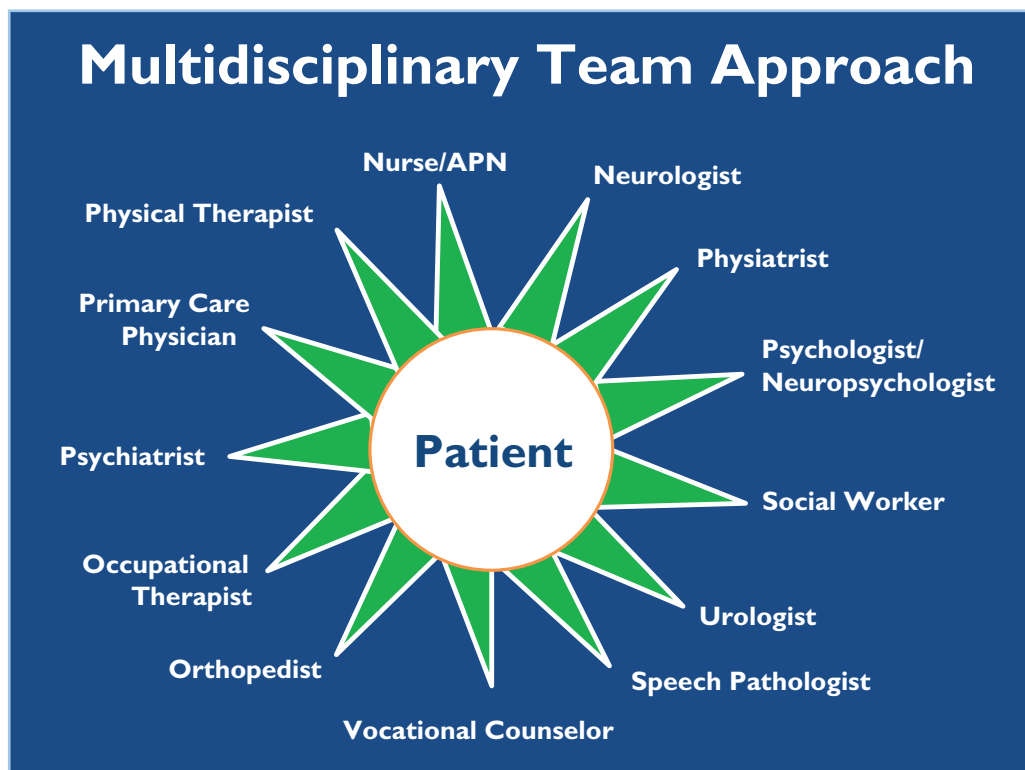 Multidisciplinary Team Approach
Nurse/APN
Neurologist
Physical Therapist
Physiatrist
Primary Care
Physician
Psychologist/
Neuropsychologist
Patient
Psychiatrist
Social Worker
Occupational
Therapist
Urologist
Orthopedist
Speech Pathologist
Vocational Counselor